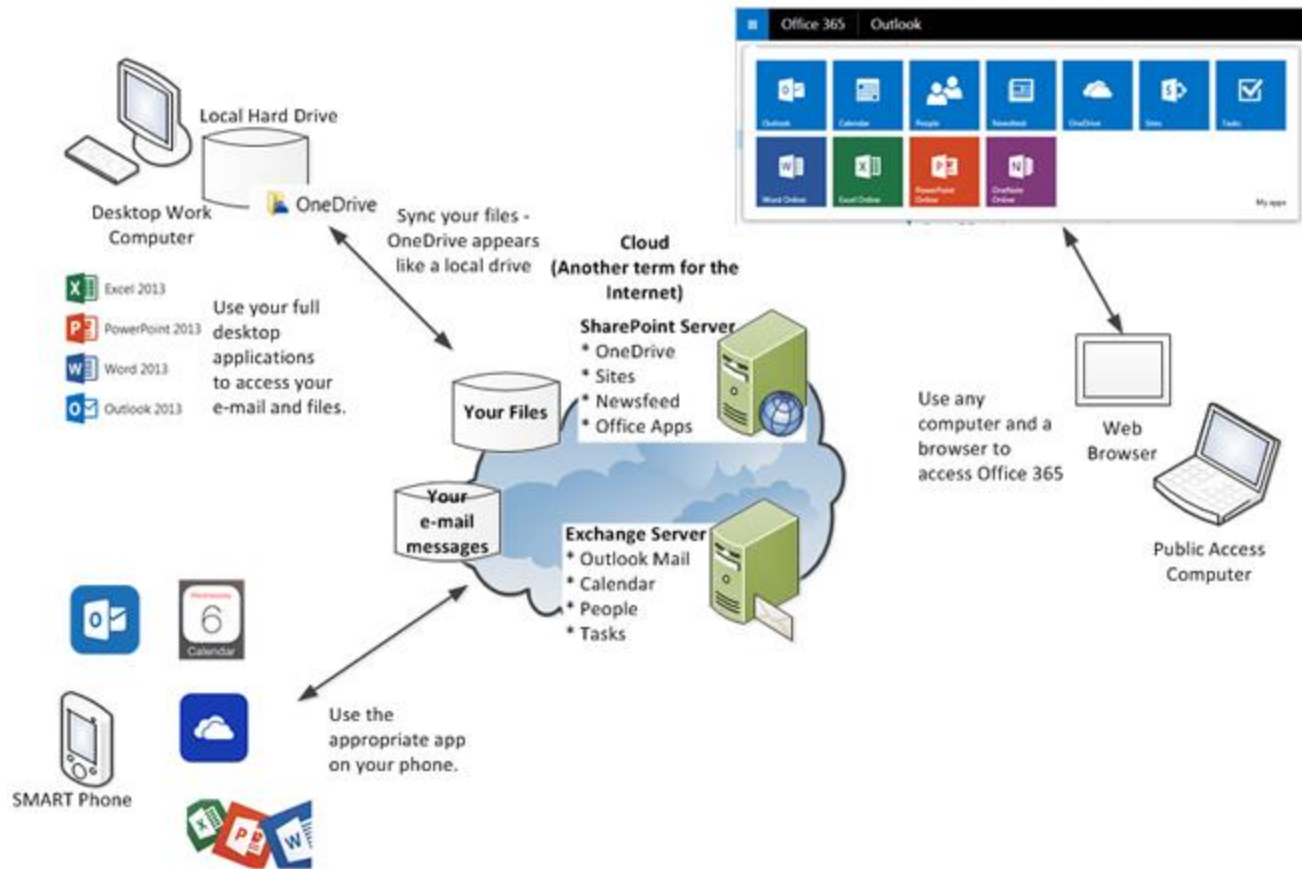 Office 365 Outlook
Outlook
Calendar
People
Newsfeed
OneDrive
Sites
Tasks
Word Online
Excel Online
PowerPoint
Online
OneNote
Online
My apps
Local Hard Drive
OneDrive
Desktop Work
Computer
Excel 2013
PowerPoint 2013
Word 2013
Outlook 2013
Use your full
desktop
applications
to access your
e-mail and files.
Sync your files -
OneDrive appears
like a local drive
Cloud
(Another term for the
Internet)
SharePoint Server
* OneDrive
* Sites
* Newsfeed
* Office Apps
Your Files
Your
e-mail
messages
Exchange Server
* Outlook Mail
* Calendar
* People
* Tasks
Use any
computer and a
browser to
access Office 365
Web
Browser
Public Access
Computer
Wednesday
6
Calendar
SMART Phone
Use the
appropriate app
on your phone.